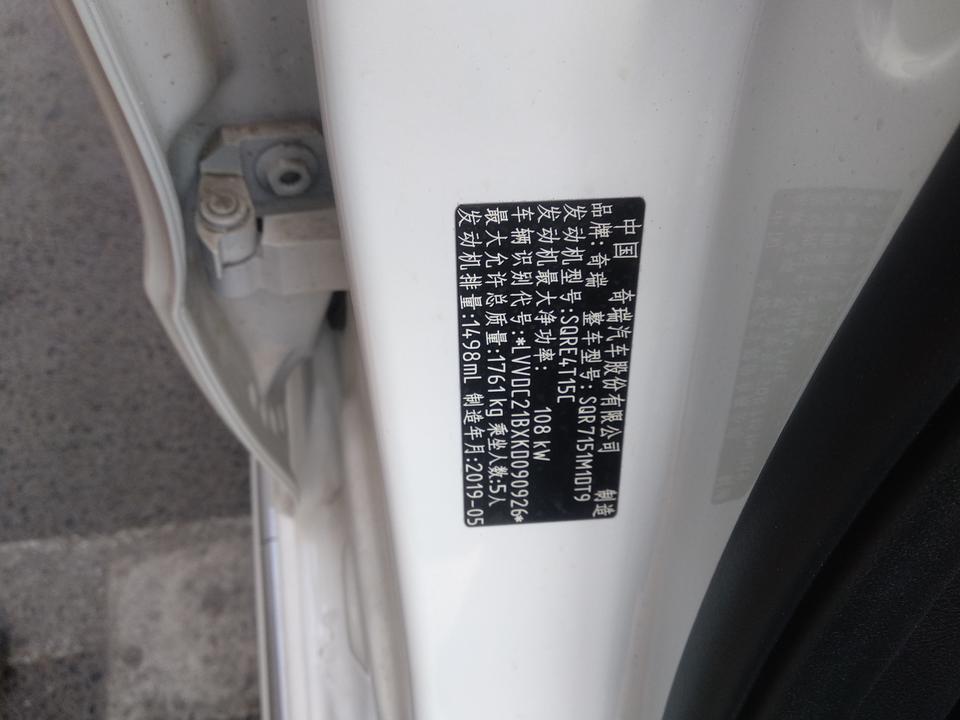 中国 奇瑞汽车股份有限公司 制造
品牌:奇瑞 整车型号:SQR7151M1DT9
发动机型号:SQRE4T15C
发动机最大净功率: 108 kW
车辆识别代号:*LVVDC21BXKD090926*
最大允许总质量:1761kg 乘坐人数:5人
发动机排量:1498mL 制造年月:2019-05